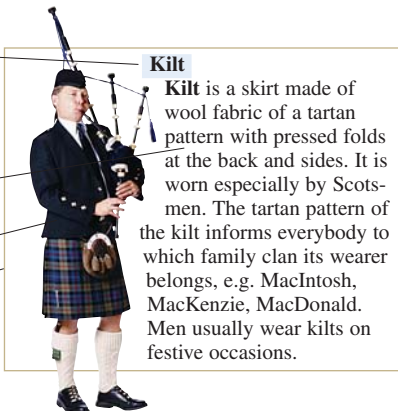 Kilt
Kilt is a skirt made of
wool fabric of a tartan
pattern with pressed folds
at the back and sides. It is
worn especially by Scots-
men. The tartan pattern of
the kilt informs everybody to
which family clan its wearer
belongs, e.g. MacIntosh,
MacKenzie, MacDonald.
Men usually wear kilts on
festive occasions.